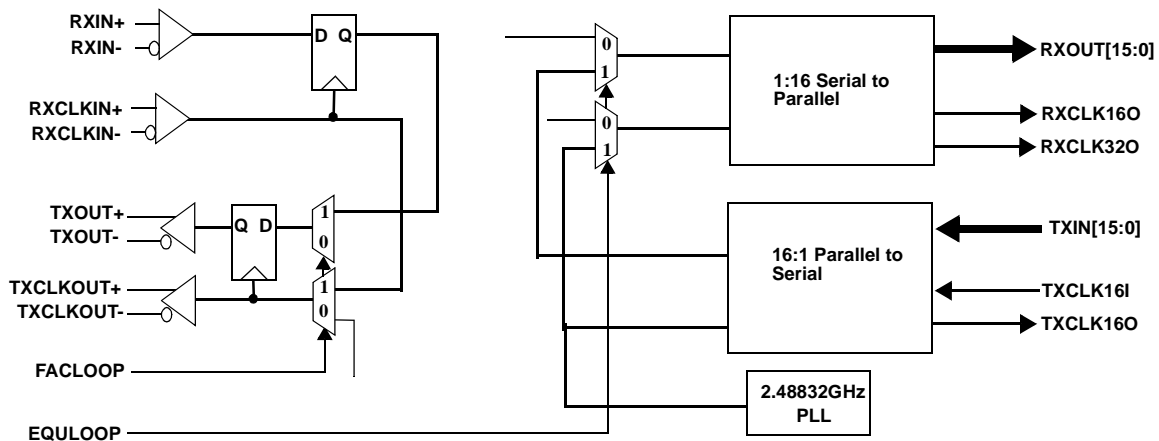 RXIN+
RXIN-
D Q
RXCLKIN+
RXCLKIN-
TXOUT+
TXOUT-
Q D
1
0
TXCLKOUT+
TXCLKOUT-
1
0
FACLOOP
EQULOOP
0
1
0
1
1:16 Serial to
Parallel
RXOUT[15:0]
RXCLK16O
RXCLK32O
16:1 Parallel to
Serial
TXIN[15:0]
TXCLK16I
TXCLK16O
2.48832GHz
PLL